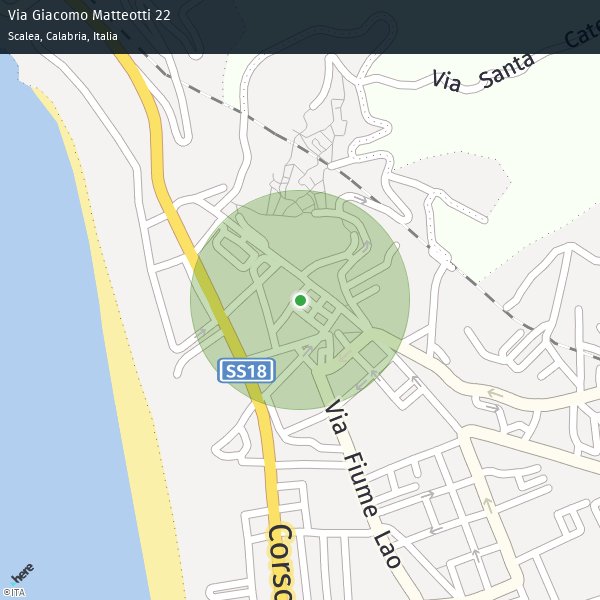 Via Giacomo Matteotti 22
Scalea, Calabria, Italia
Via Santa Cate
SS18
Via Fiume Lao
Corso
here
©ITA